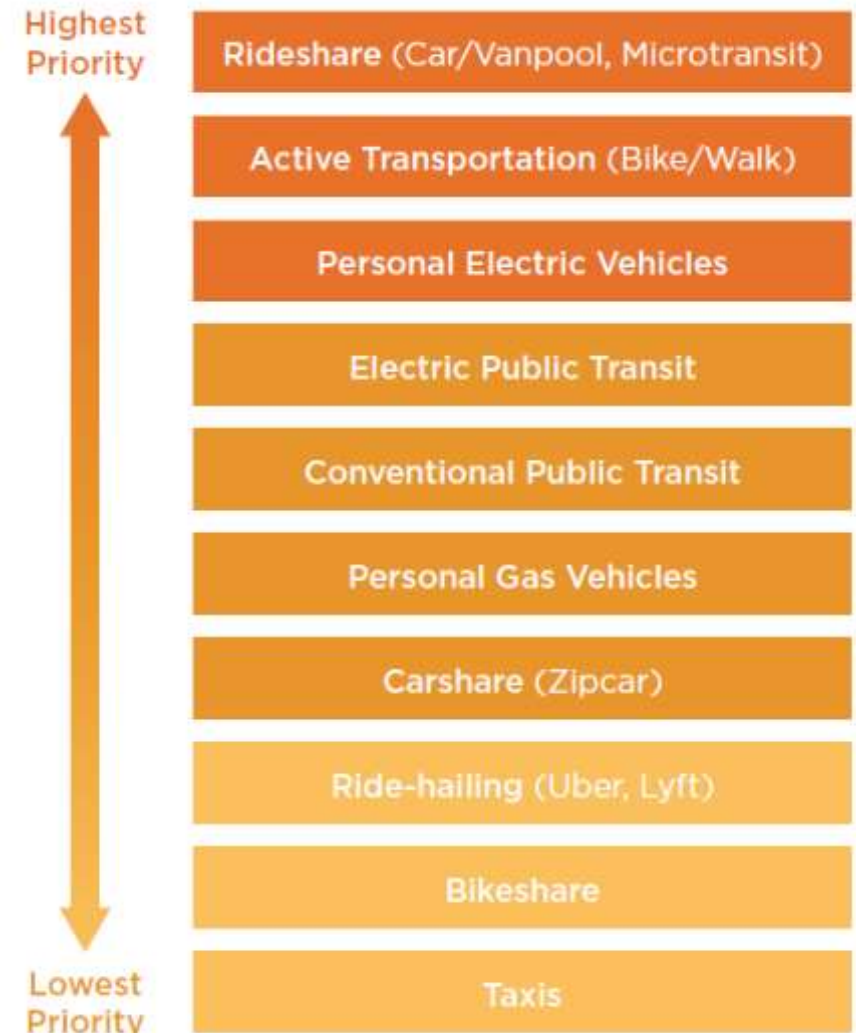 Highest
Priority
Rideshare (Car/Vanpool, Microtransit)
Active Transportation (Bike/Walk)
Personal Electric Vehicles
Electric Public Transit
Conventional Public Transit
Personal Gas Vehicles
Carshare (Zipcar)
Ride-hailing (Uber, Lyft)
Bikeshare
Taxis
Lowest
Priority